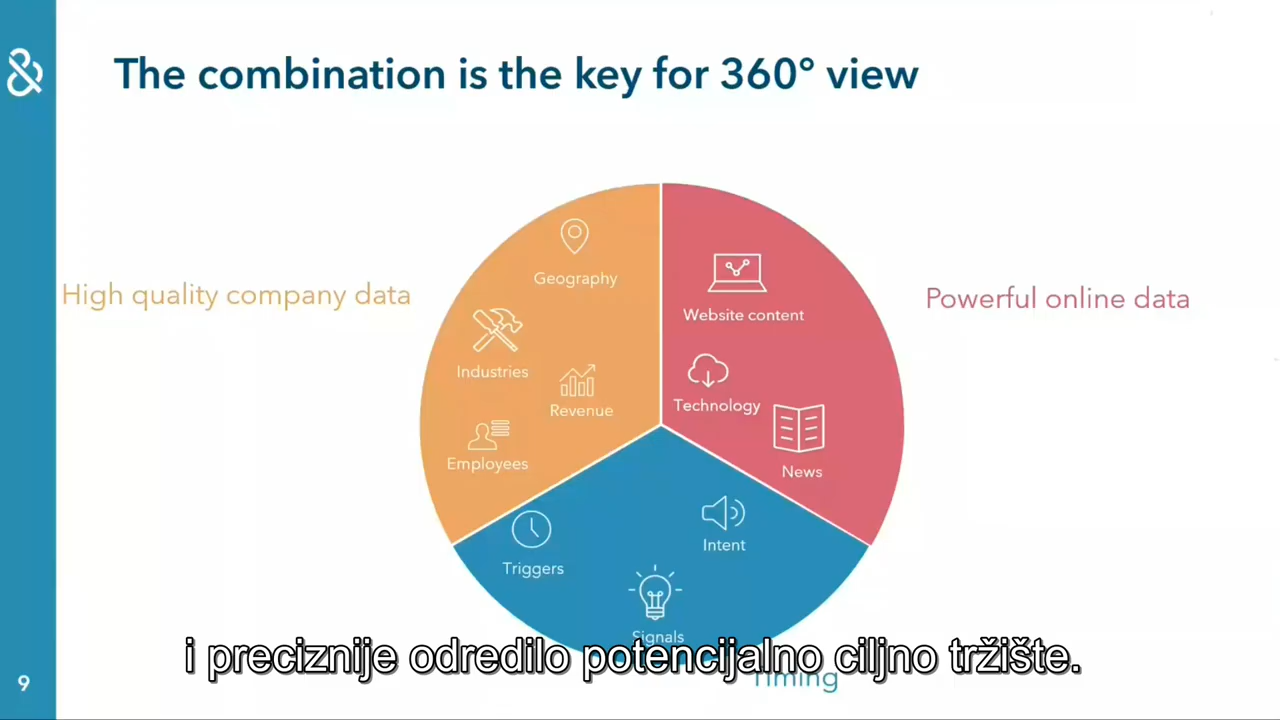 &
The combination is the key for 360° view
High quality company data
Geography
Industries
Revenue
Employees
Website content
Technology
News
Powerful online data
Triggers
Intent
Signals
Timing
i preciznije odredilo potencijalno ciljno tržište.
9